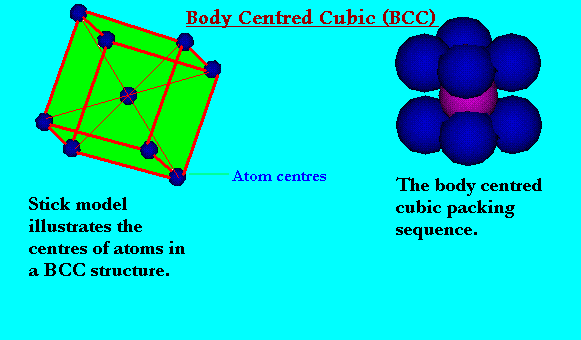 Body Centred Cubic (BCC)
Atom centres
Stick model
illustrates the
centres of atoms in
a BCC structure.
The body centred
cubic packing
sequence.